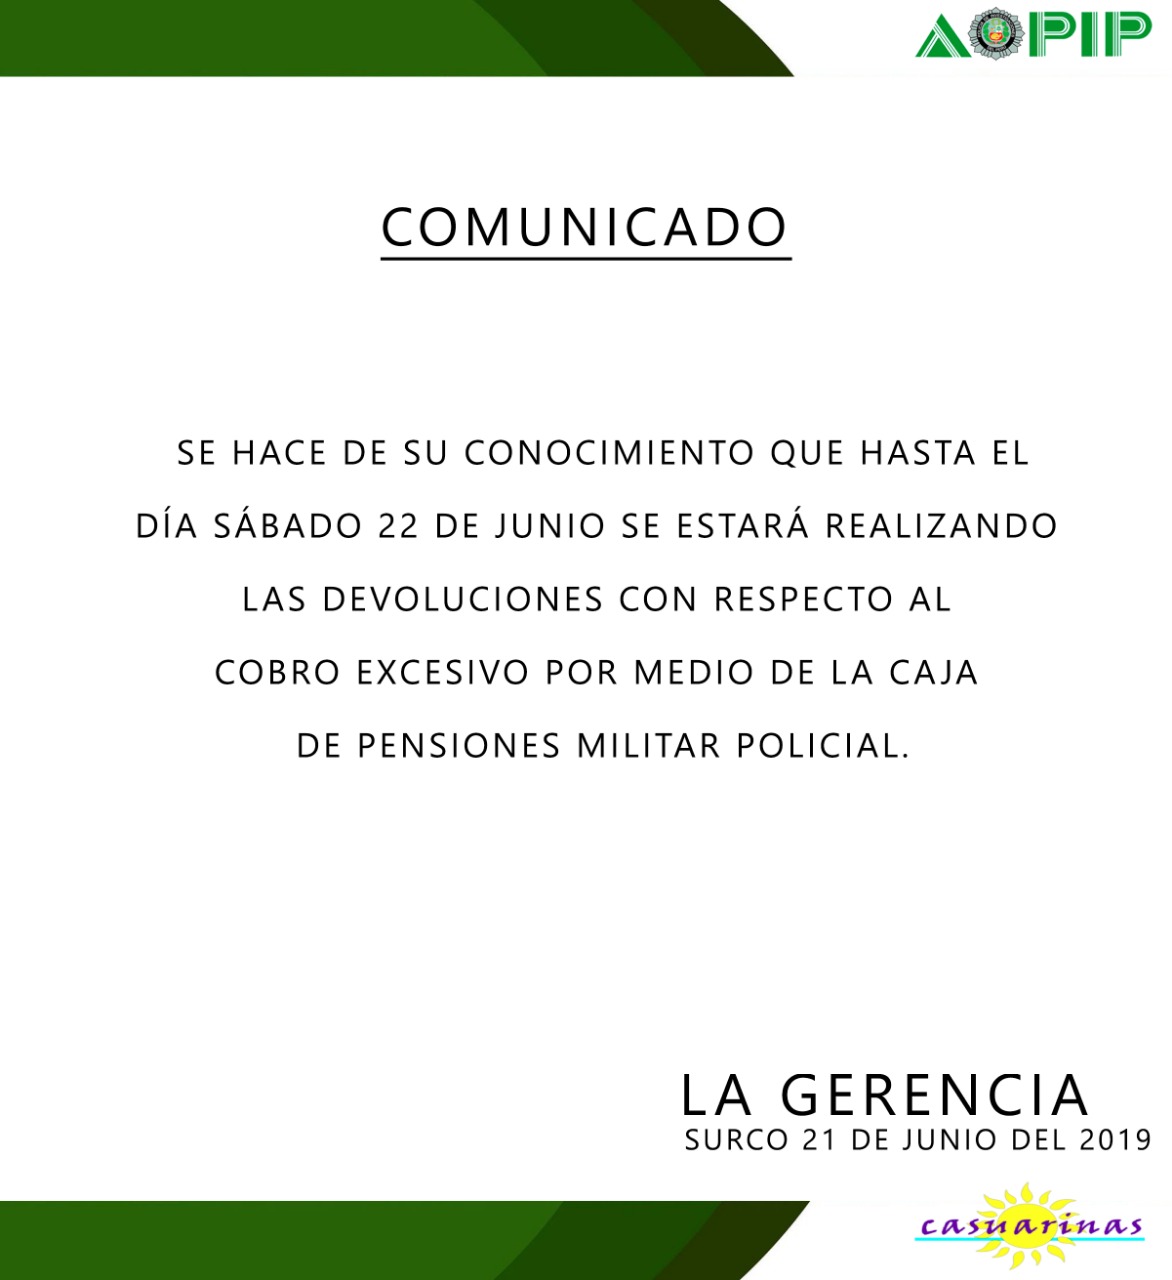 AOPIP
COMUNICADO
SE HACE DE SU CONOCIMIENTO QUE HASTA EL
DÍA SÁBADO 22 DE JUNIO SE ESTARÁ REALIZANDO
LAS DEVOLUCIONES CON RESPECTO AL
COBRO EXCESIVO POR MEDIO DE LA CAJA
DE PENSIONES MILITAR POLICIAL.
LA GERENCIA
SURCO 21 DE JUNIO DEL 2019
casuarinas